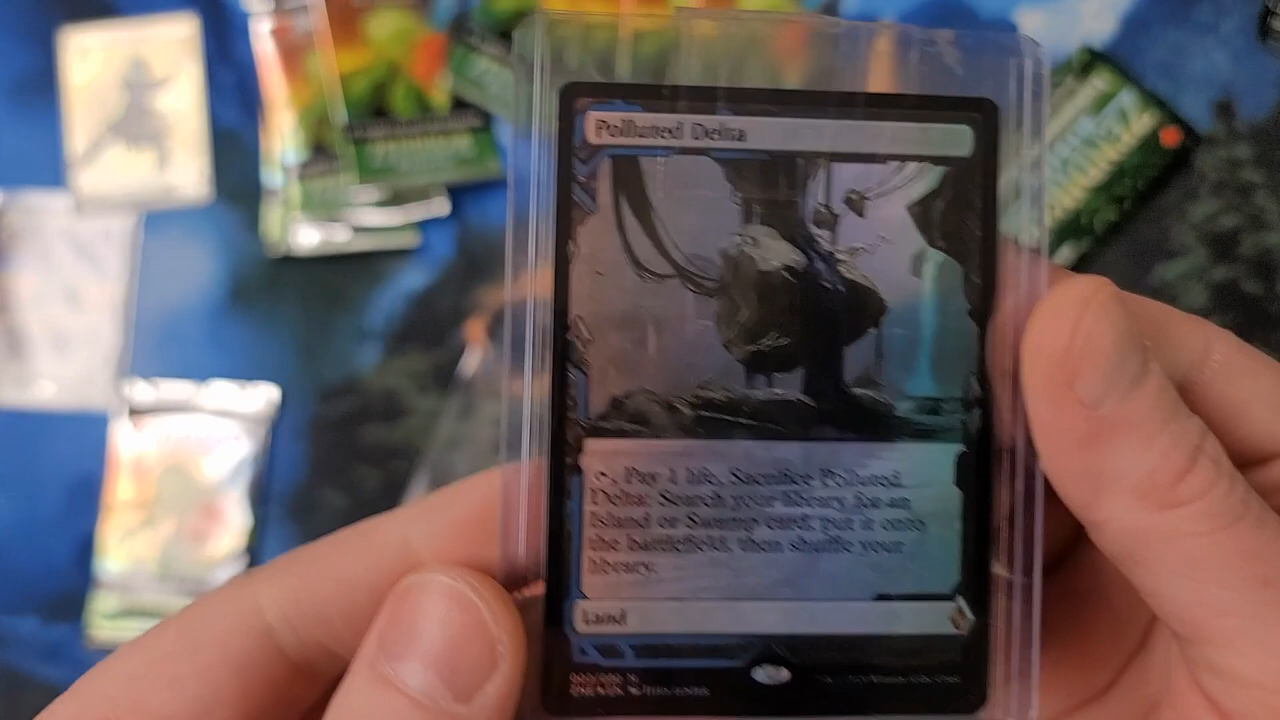 Polluted Delta
, Pay 1 life, Sacrifice Polluted
Delta: Search your library for an
Island or Swamp card, put it onto
the battlefield, then shuffle your
library.
Land